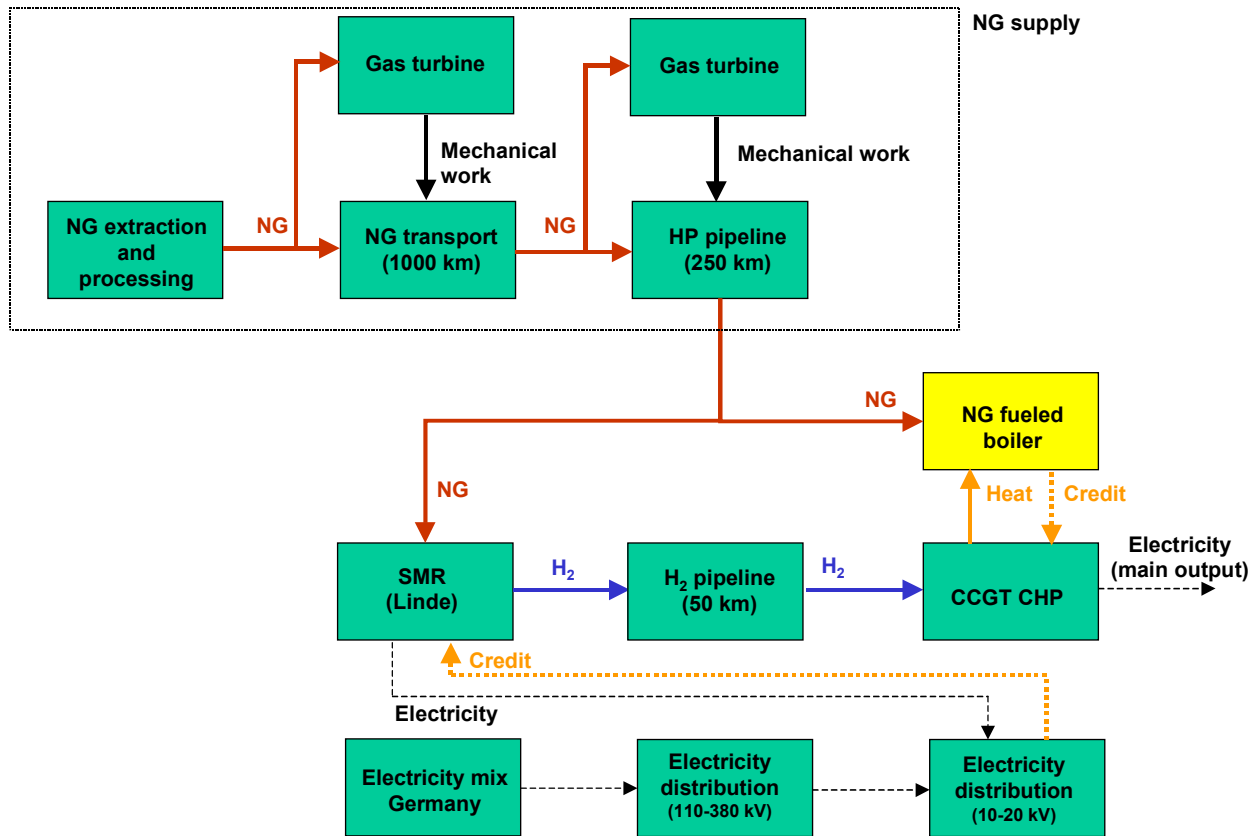 NG supply
Gas turbine
Gas turbine
Mechanical
work
Mechanical work
NG extraction
and
processing
NG
NG transport
(1000 km)
NG
HP pipeline
(250 km)
NG
NG fueled
boiler
NG
Heat
Credit
SMR
(Linde)
H2
H2 pipeline
(50 km)
H2
CCGT CHP
Electricity
(main output)
Credit
Electricity
Electricity mix
Germany
Electricity
distribution
(110-380 kV)
Electricity
distribution
(10-20 kV)